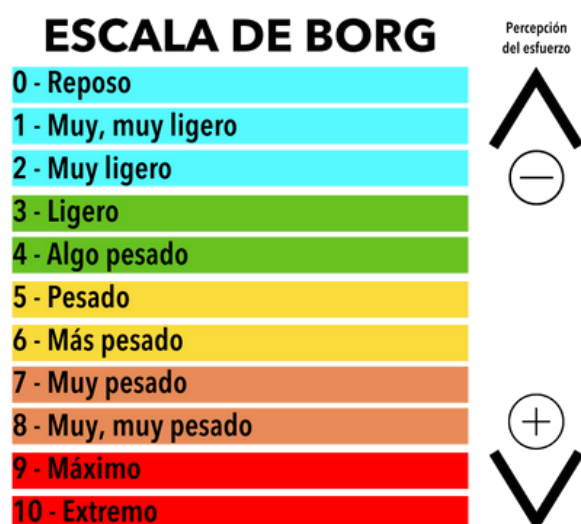 ESCALA DE BORG
Percepción
del esfuerzo
0 - Reposo
1 - Muy, muy ligero
2 - Muy ligero
3 - Ligero
4 - Algo pesado
5 - Pesado
6 - Más pesado
7 - Muy pesado
8 - Muy, muy pesado
9 - Máximo
10 - Extremo